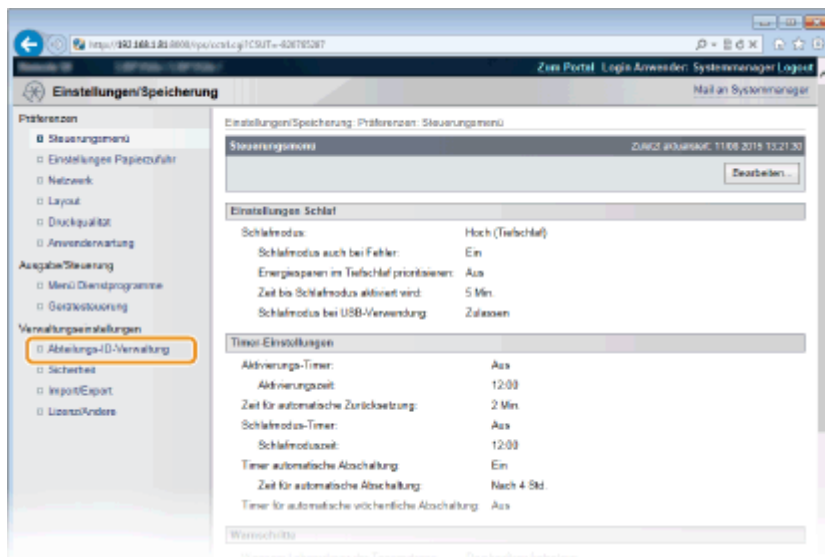 Zum Portal Login Anwender: Systemmanager Logout
Einstellungen/Speicherung
Mail an Systemmanager
Präferenzen
Steuerungsmenü
Einstellungen Papierzufuhr
Netzwerk
Layout
Druckqualität
Anwenderwartung
Ausgabe/Steuerung
Menü Dienstprogramme
Gerätesteuerung
Verwaltungseinstellungen
Abteilungs-ID-Verwaltung
Sicherheit
Import/Export
Lizenz/Andere
Einstellungen/Speicherung: Präferenzen: Steuerungsmenü
Steuerungsmenü
Zuletzt aktualisiert: 11/06 2015 13:21:30
Bearbeiten...
Einstellungen Schlaf
Schlafmodus: Hoch (Tiefschlaf)
Schlafmodus auch bei Fehler: Ein
Energiesparen im Tiefschlaf prioritisieren: Aus
Zeit bis Schlafmodus aktiviert wird: 5 Min.
Schlafmodus bei USB-Verwendung: Zulassen
Timer-Einstellungen
Aktivierungs-Timer: Aus
Aktivierungszeit: 12:00
Zeit für automatische Zurücksetzung: 2 Min.
Schlafmodus-Timer: Aus
Schlafmoduszeit: 12:00
Timer automatische Abschaltung: Ein
Zeit für automatische Abschaltung: Nach 4 Std.
Timer für automatische wöchentliche Abschaltung: Aus
Warnschritte